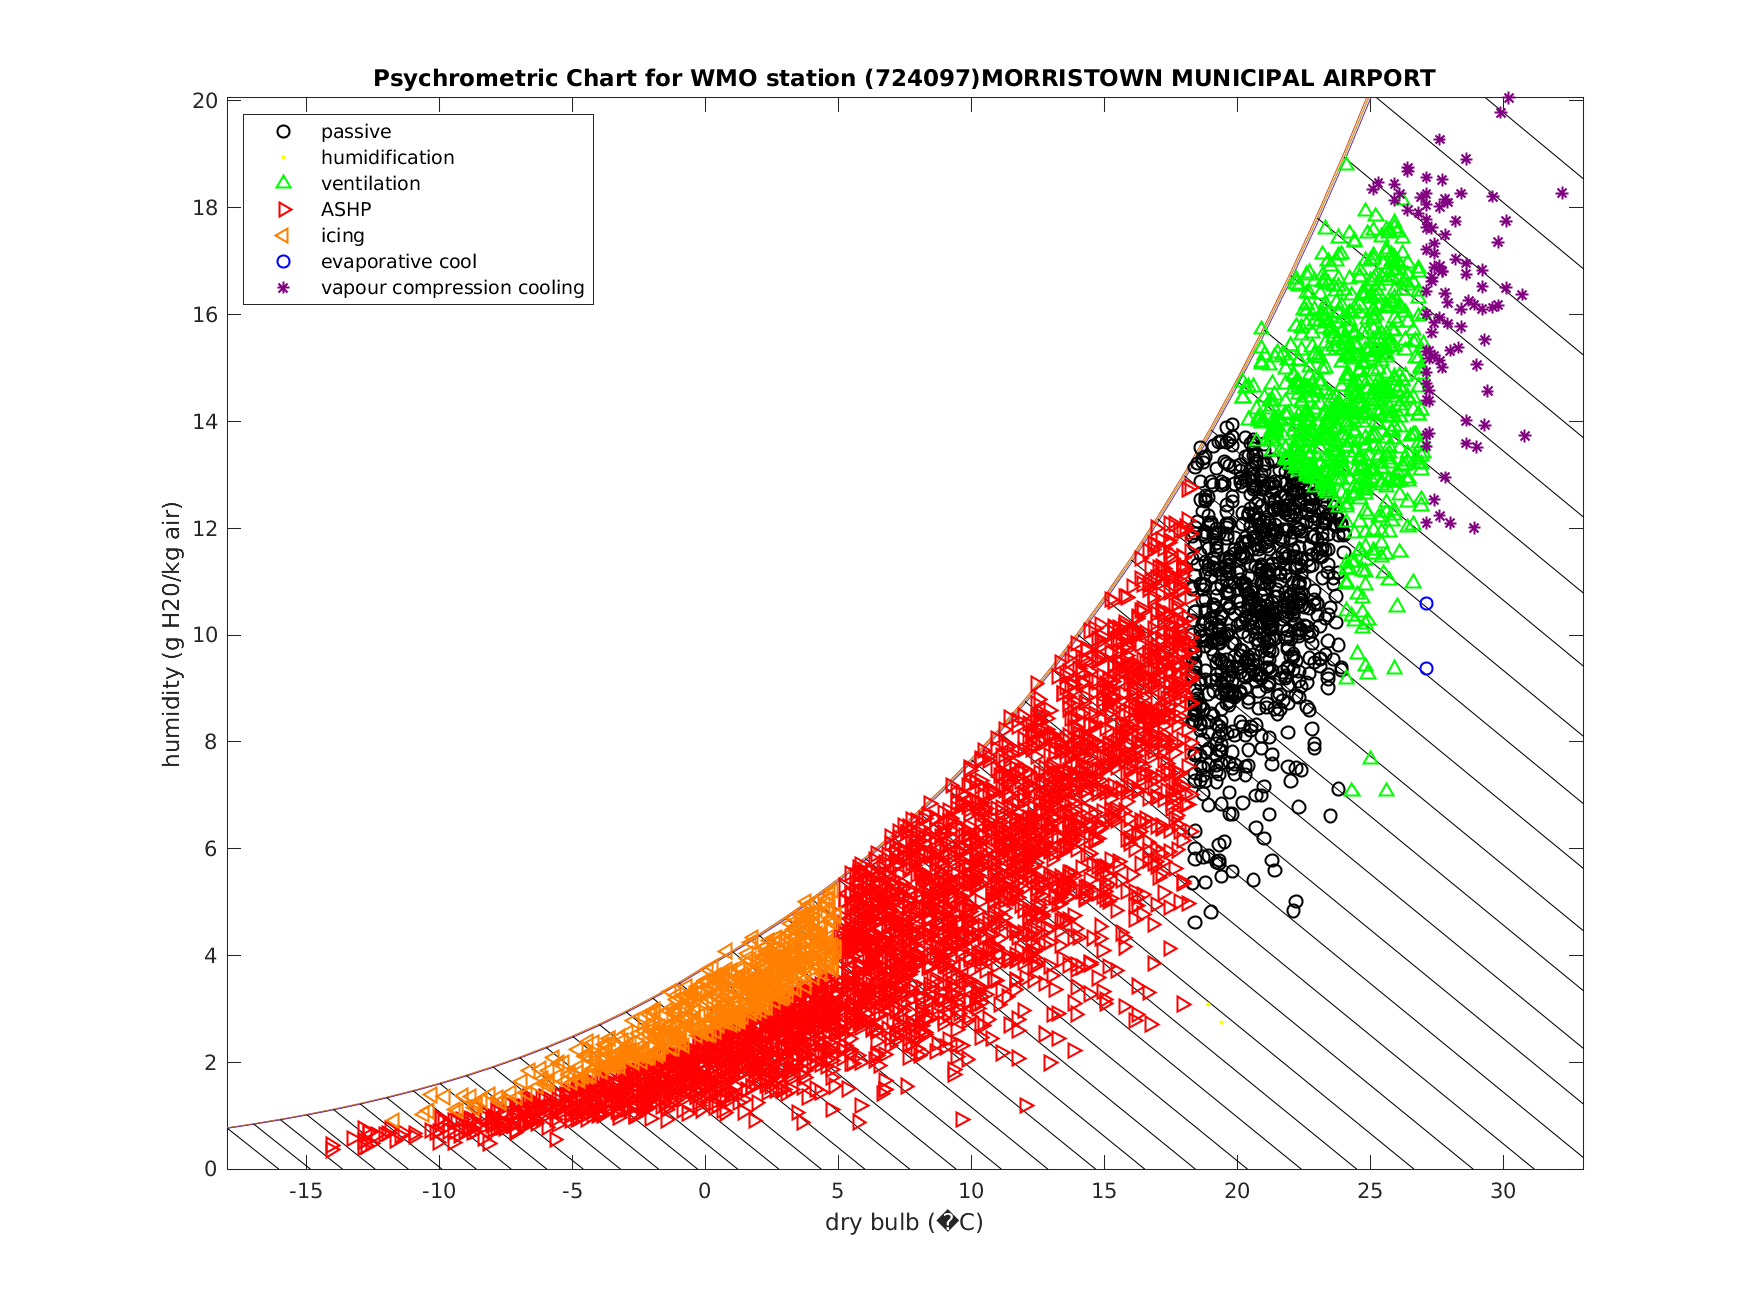 Psychrometric Chart for WMO station (724097)MORRISTOWN MUNICIPAL AIRPORT
passive
humidification
ventilation
ASHP
icing
evaporative cool
vapour compression cooling
humidity (g H20/kg air)
20
18
16
14
12
10
8
6
4
2
0
-15 -10 -5 0 5 10 15 20 25 30
dry bulb (�C)